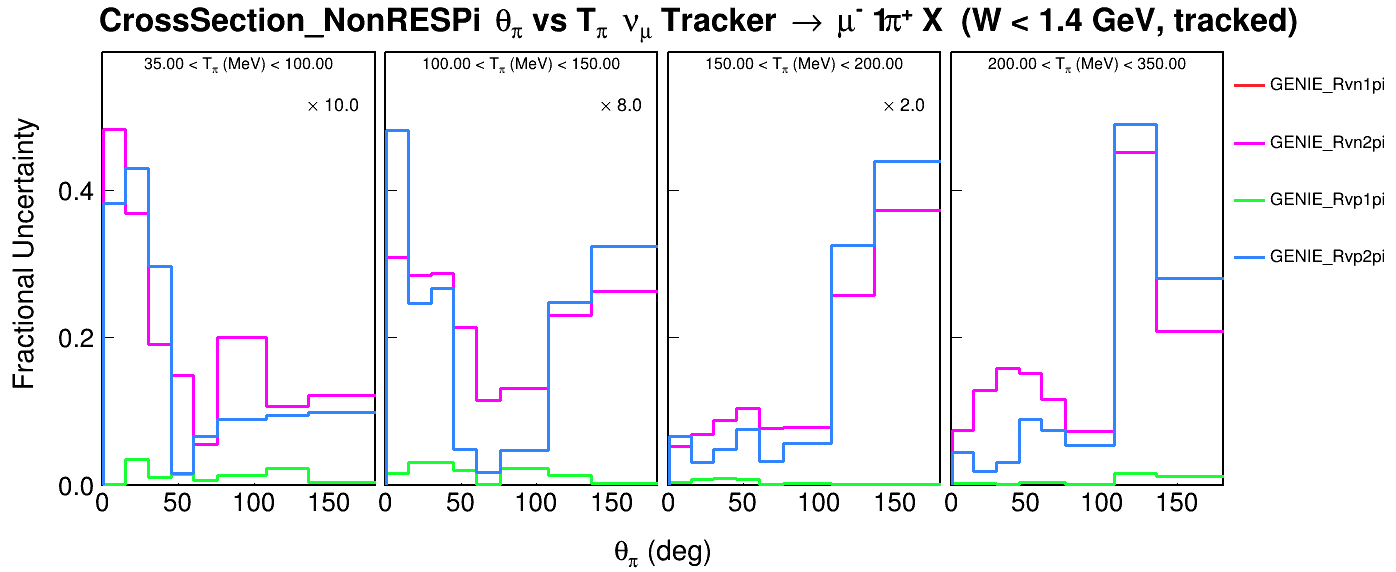 CrossSection_NonRESPi θπ vs Tπ νμ Tracker → μ⁻ 1π⁺ X (W < 1.4 GeV, tracked)
35.00 < Tπ (MeV) < 100.00
100.00 < Tπ (MeV) < 150.00
150.00 < Tπ (MeV) < 200.00
200.00 < Tπ (MeV) < 350.00
× 10.0
× 8.0
× 2.0
GENIE_Rvn1pi
GENIE_Rvn2pi
GENIE_Rvp1pi
GENIE_Rvp2pi
Fractional Uncertainty
0.4
0.2
0.0
0 50 100 150
0 50 100 150
0 50 100 150
0 50 100 150
θπ (deg)